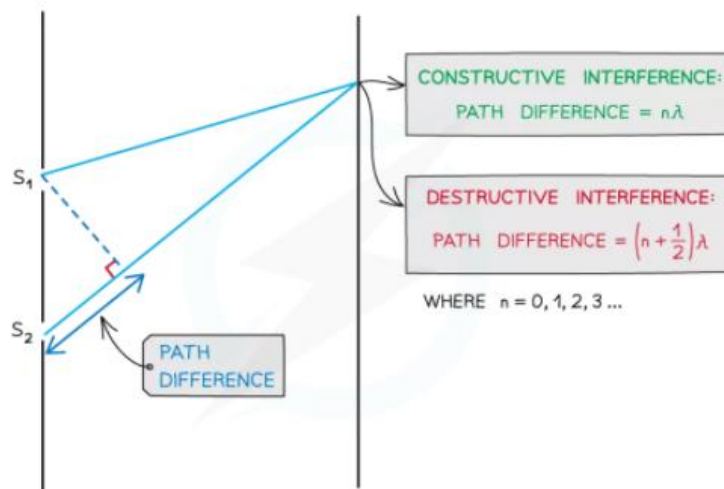 CONSTRUCTIVE INTERFERENCE:
PATH DIFFERENCE = nλ
S₁
DESTRUCTIVE INTERFERENCE:
PATH DIFFERENCE = (n + 1/2)λ
WHERE n = 0, 1, 2, 3 ...
S₂
PATH
DIFFERENCE